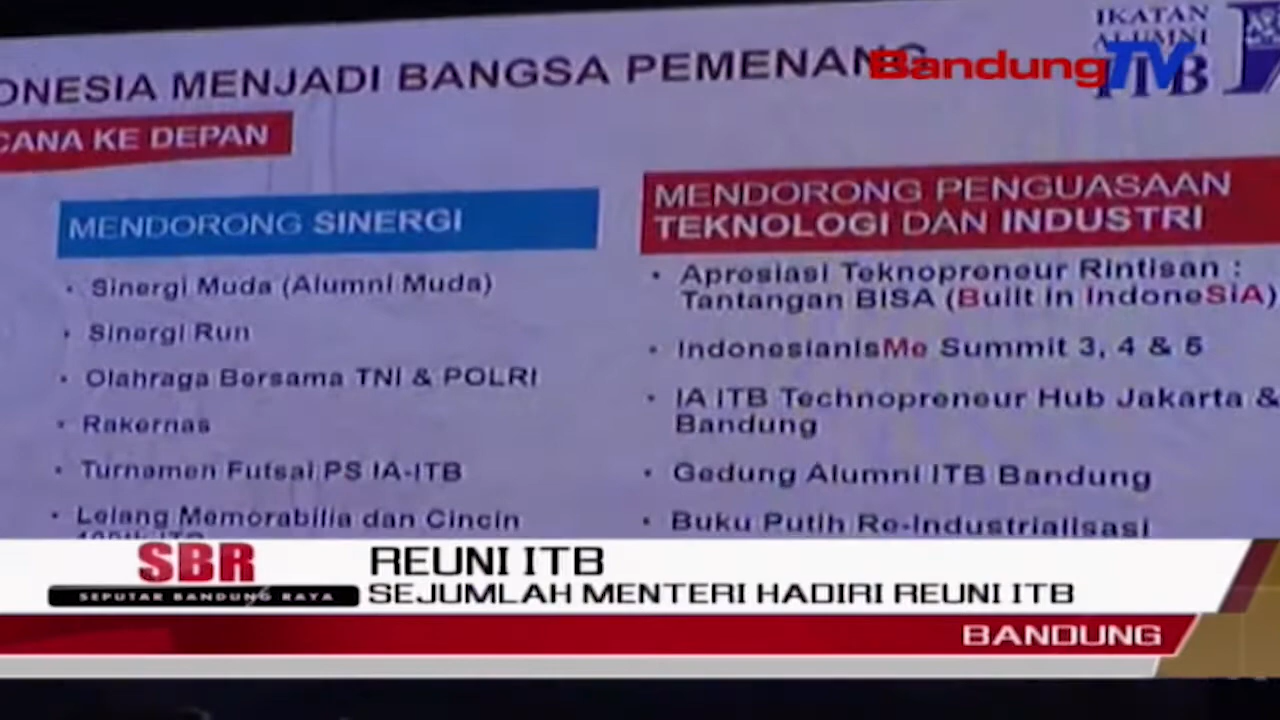 IKATAN
ALUMNI
ITB
BandungTV
ONESIA MENJADI BANGSA PEMENANG
CANA KE DEPAN
MENDORONG SINERGI
• Sinergi Muda (Alumni Muda)
• Sinergi Run
• Olahraga Bersama TNI & POLRI
• Rakernas
• Turnamen Futsal PS IA-ITB
• Lelang Memorabilia dan Cincin
MENDORONG PENGUASAAN
TEKNOLOGI DAN INDUSTRI
• Apresiasi Teknopreneur Rintisan :
Tantangan BISA (Built in IndoneSiA)
• IndonesianisMe Summit 3, 4 & 5
• IA ITB Technopreneur Hub Jakarta &
Bandung
• Gedung Alumni ITB Bandung
• Buku Putih Re-Industrialisasi
SBR
SEPUTAR BANDUNG RAYA
REUNI ITB
SEJUMLAH MENTERI HADIRI REUNI ITB
BANDUNG